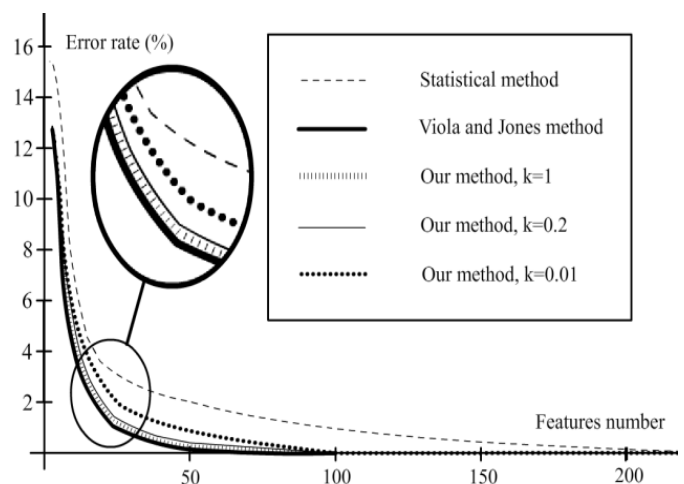 Error rate (%)
16
14
12
10
8
6
4
2
Statistical method
Viola and Jones method
Our method, k=1
Our method, k=0.2
Our method, k=0.01
Features number
50
100
150
200